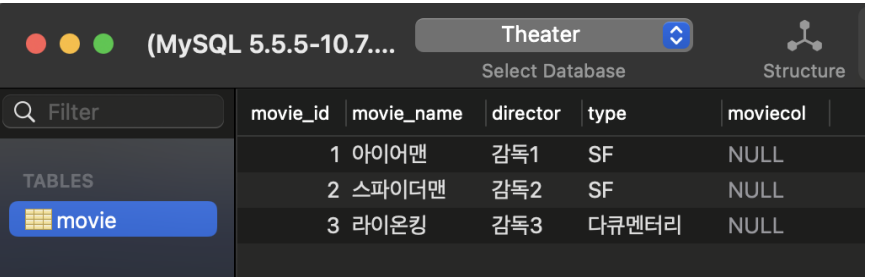 (MySQL 5.5.5-10.7.... Theater
Select Database Structure
Filter
TABLES
movie
movie_id movie_name director type moviecol
1 아이어맨 감독1 SF NULL
2 스파이더맨 감독2 SF NULL
3 라이온킹 감독3 다큐멘터리 NULL